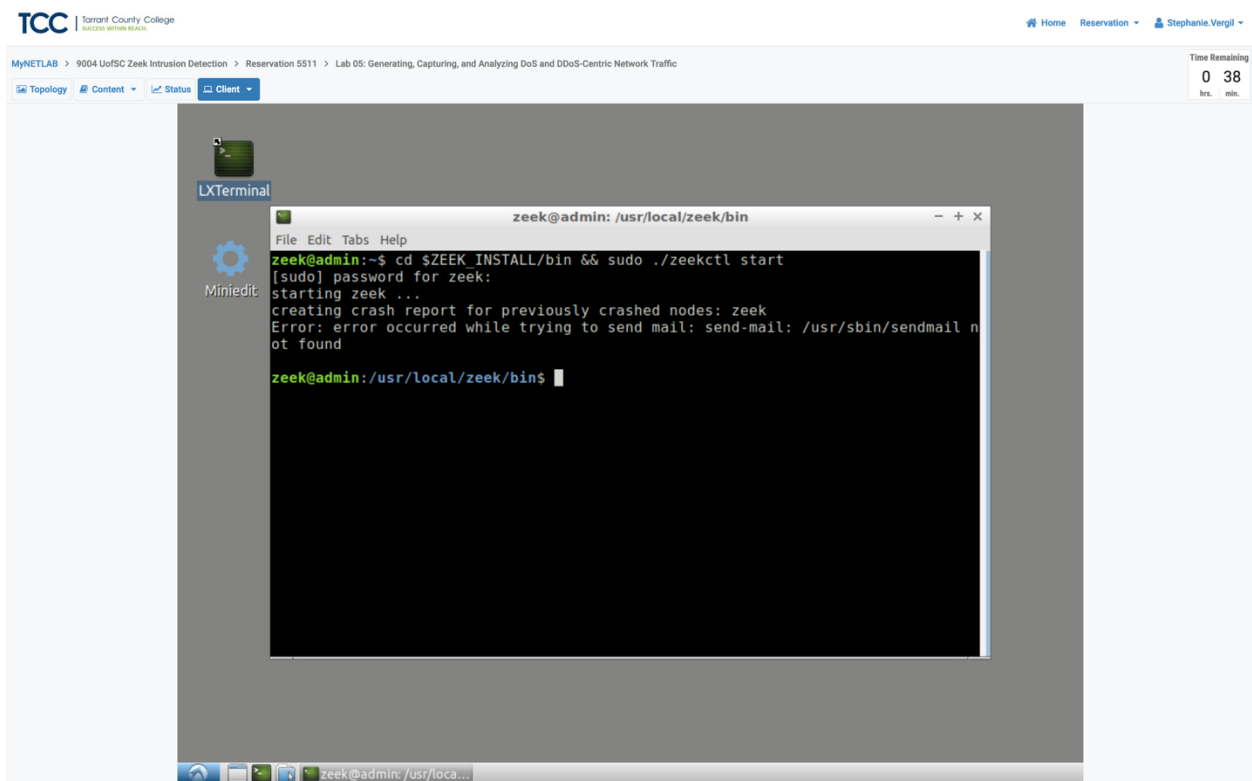 TCC Tarrant County College
SUCCESS WITHIN REACH.
Home Reservation Stephanie.Vergil
MyNETLAB > 9004 UofSC Zeek Intrusion Detection > Reservation 5511 > Lab 05: Generating, Capturing, and Analyzing DoS and DDoS-Centric Network Traffic
Time Remaining
0 38
hrs. min.
Topology Content Status Client
LXTerminal
zeek@admin: /usr/local/zeek/bin
File Edit Tabs Help
zeek@admin:~$ cd $ZEEK_INSTALL/bin && sudo ./zeekctl start
[sudo] password for zeek:
starting zeek ...
creating crash report for previously crashed nodes: zeek
Error: error occurred while trying to send mail: send-mail: /usr/sbin/sendmail n
ot found
zeek@admin:/usr/local/zeek/bin$
Miniedit
zeek@admin: /usr/loca...